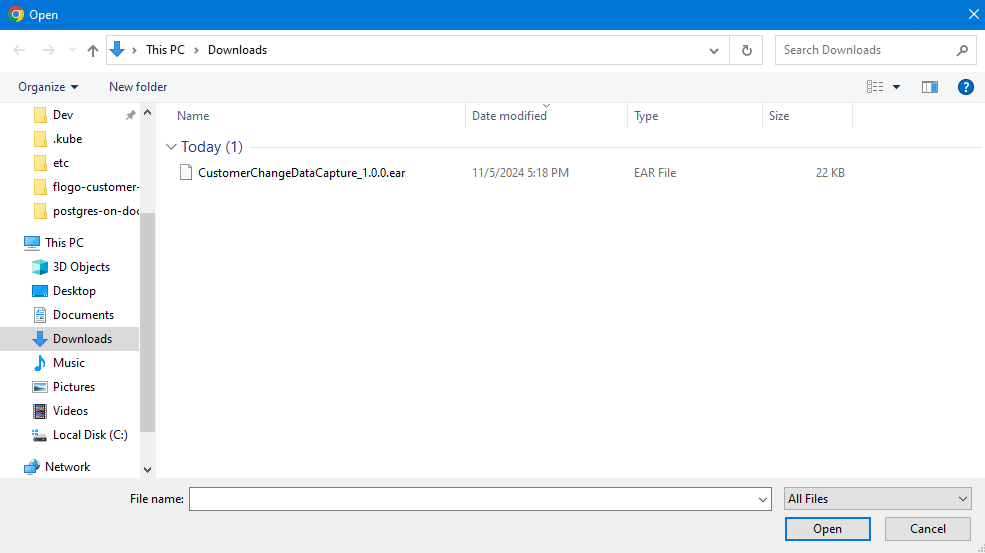 Open
This PC > Downloads
Search Downloads
Organize
New folder
?
Name
Date modified
Type
Size
Dev
.kube
etc
flogo-customer-
postgres-on-doc
This PC
3D Objects
Desktop
Documents
Downloads
Music
Pictures
Videos
Local Disk (C:)
Network
Today (1)
CustomerChangeDataCapture_1.0.0.ear
11/5/2024 5:18 PM
EAR File
22 KB
File name:
All Files
Open
Cancel